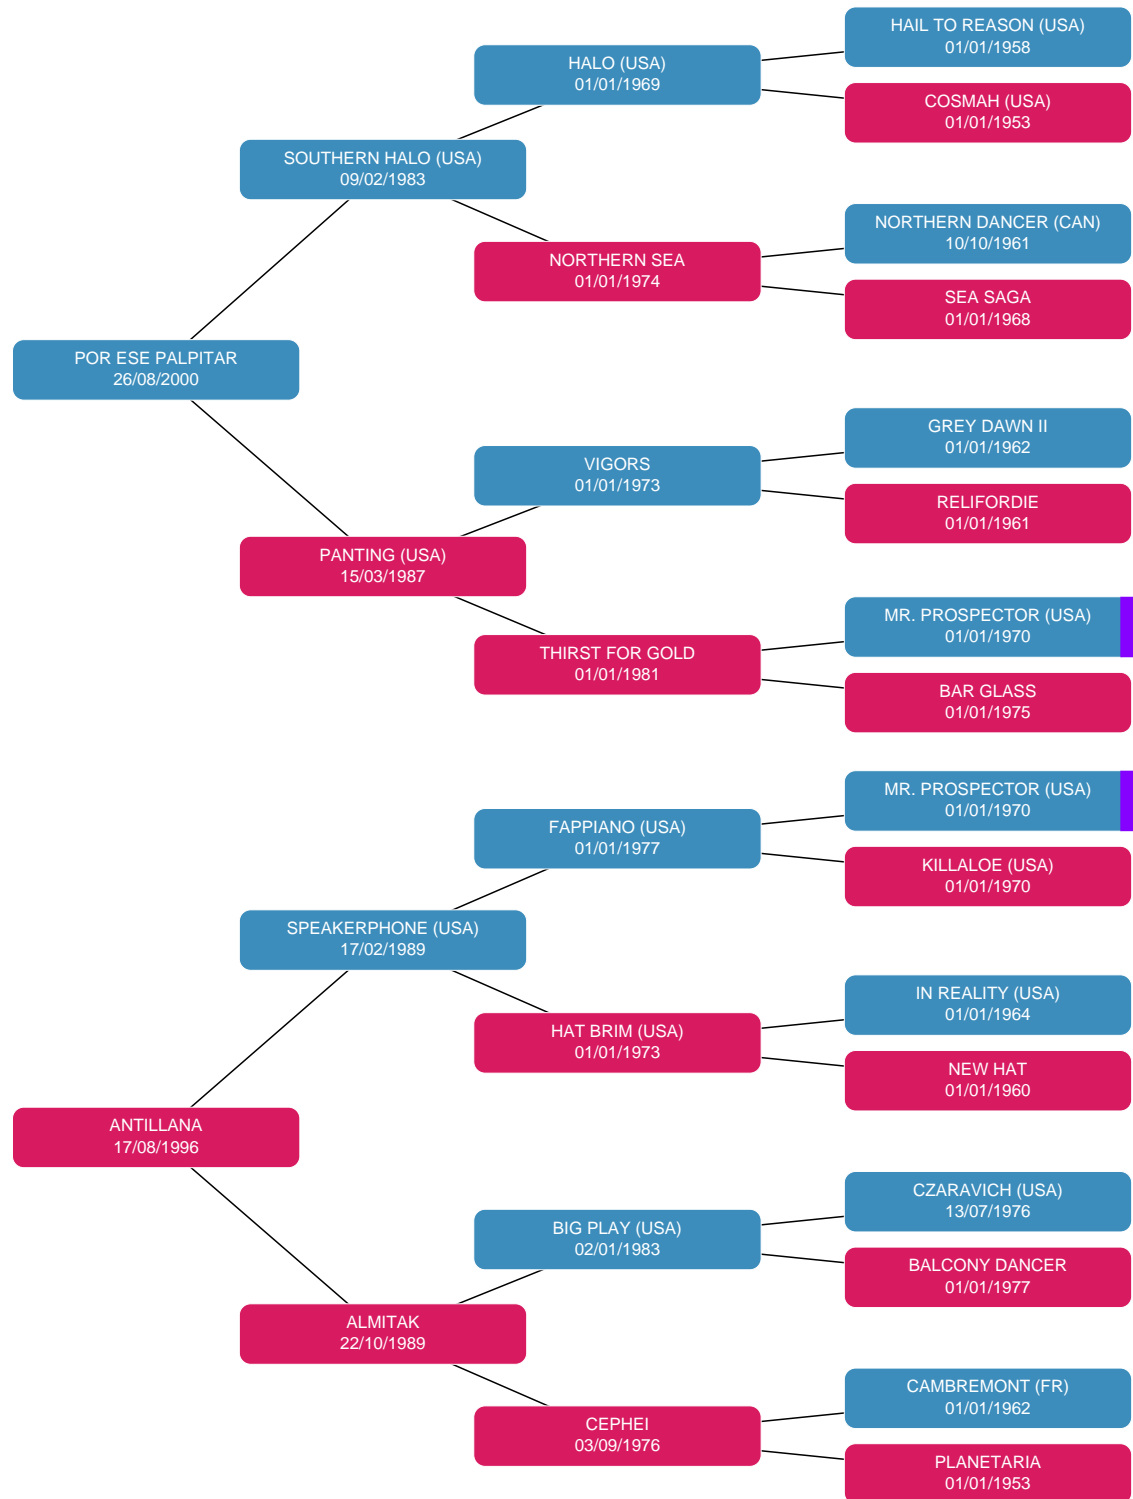 HAIL TO REASON (USA)
01/01/1958
HALO (USA)
01/01/1969
COSMAH (USA)
01/01/1953
SOUTHERN HALO (USA)
09/02/1983
NORTHERN DANCER (CAN)
10/10/1961
NORTHERN SEA
01/01/1974
SEA SAGA
01/01/1968
POR ESE PALPITAR
26/08/2000
GREY DAWN II
01/01/1962
VIGORS
01/01/1973
RELIFORDIE
01/01/1961
PANTING (USA)
15/03/1987
MR. PROSPECTOR (USA)
01/01/1970
THIRST FOR GOLD
01/01/1981
BAR GLASS
01/01/1975
MR. PROSPECTOR (USA)
01/01/1970
FAPPIANO (USA)
01/01/1977
KILLALOE (USA)
01/01/1970
SPEAKERPHONE (USA)
17/02/1989
IN REALITY (USA)
01/01/1964
HAT BRIM (USA)
01/01/1973
NEW HAT
01/01/1960
ANTILLANA
17/08/1996
CZARAVICH (USA)
13/07/1976
BIG PLAY (USA)
02/01/1983
BALCONY DANCER
01/01/1977
ALMITAK
22/10/1989
CAMBREMONT (FR)
01/01/1962
CEPHEI
03/09/1976
PLANETARIA
01/01/1953